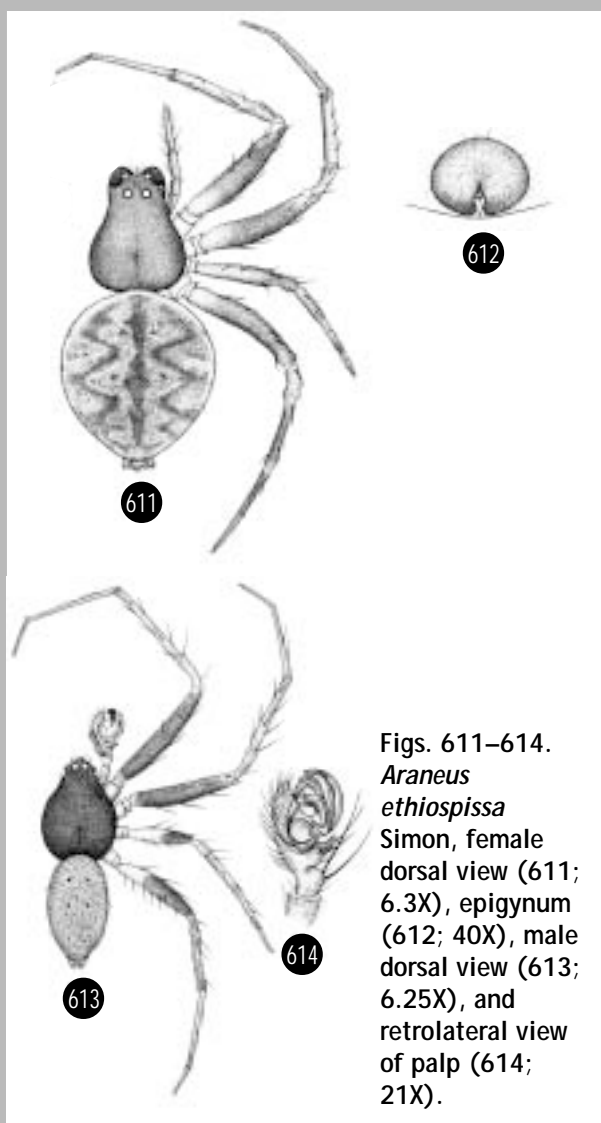 612
611
Figs. 611–614.
Araneus
ethiospissa
Simon, female
dorsal view (611;
6.3X), epigynum
(612; 40X), male
dorsal view (613;
6.25X), and
retrolateral view
of palp (614;
21X).
614
613